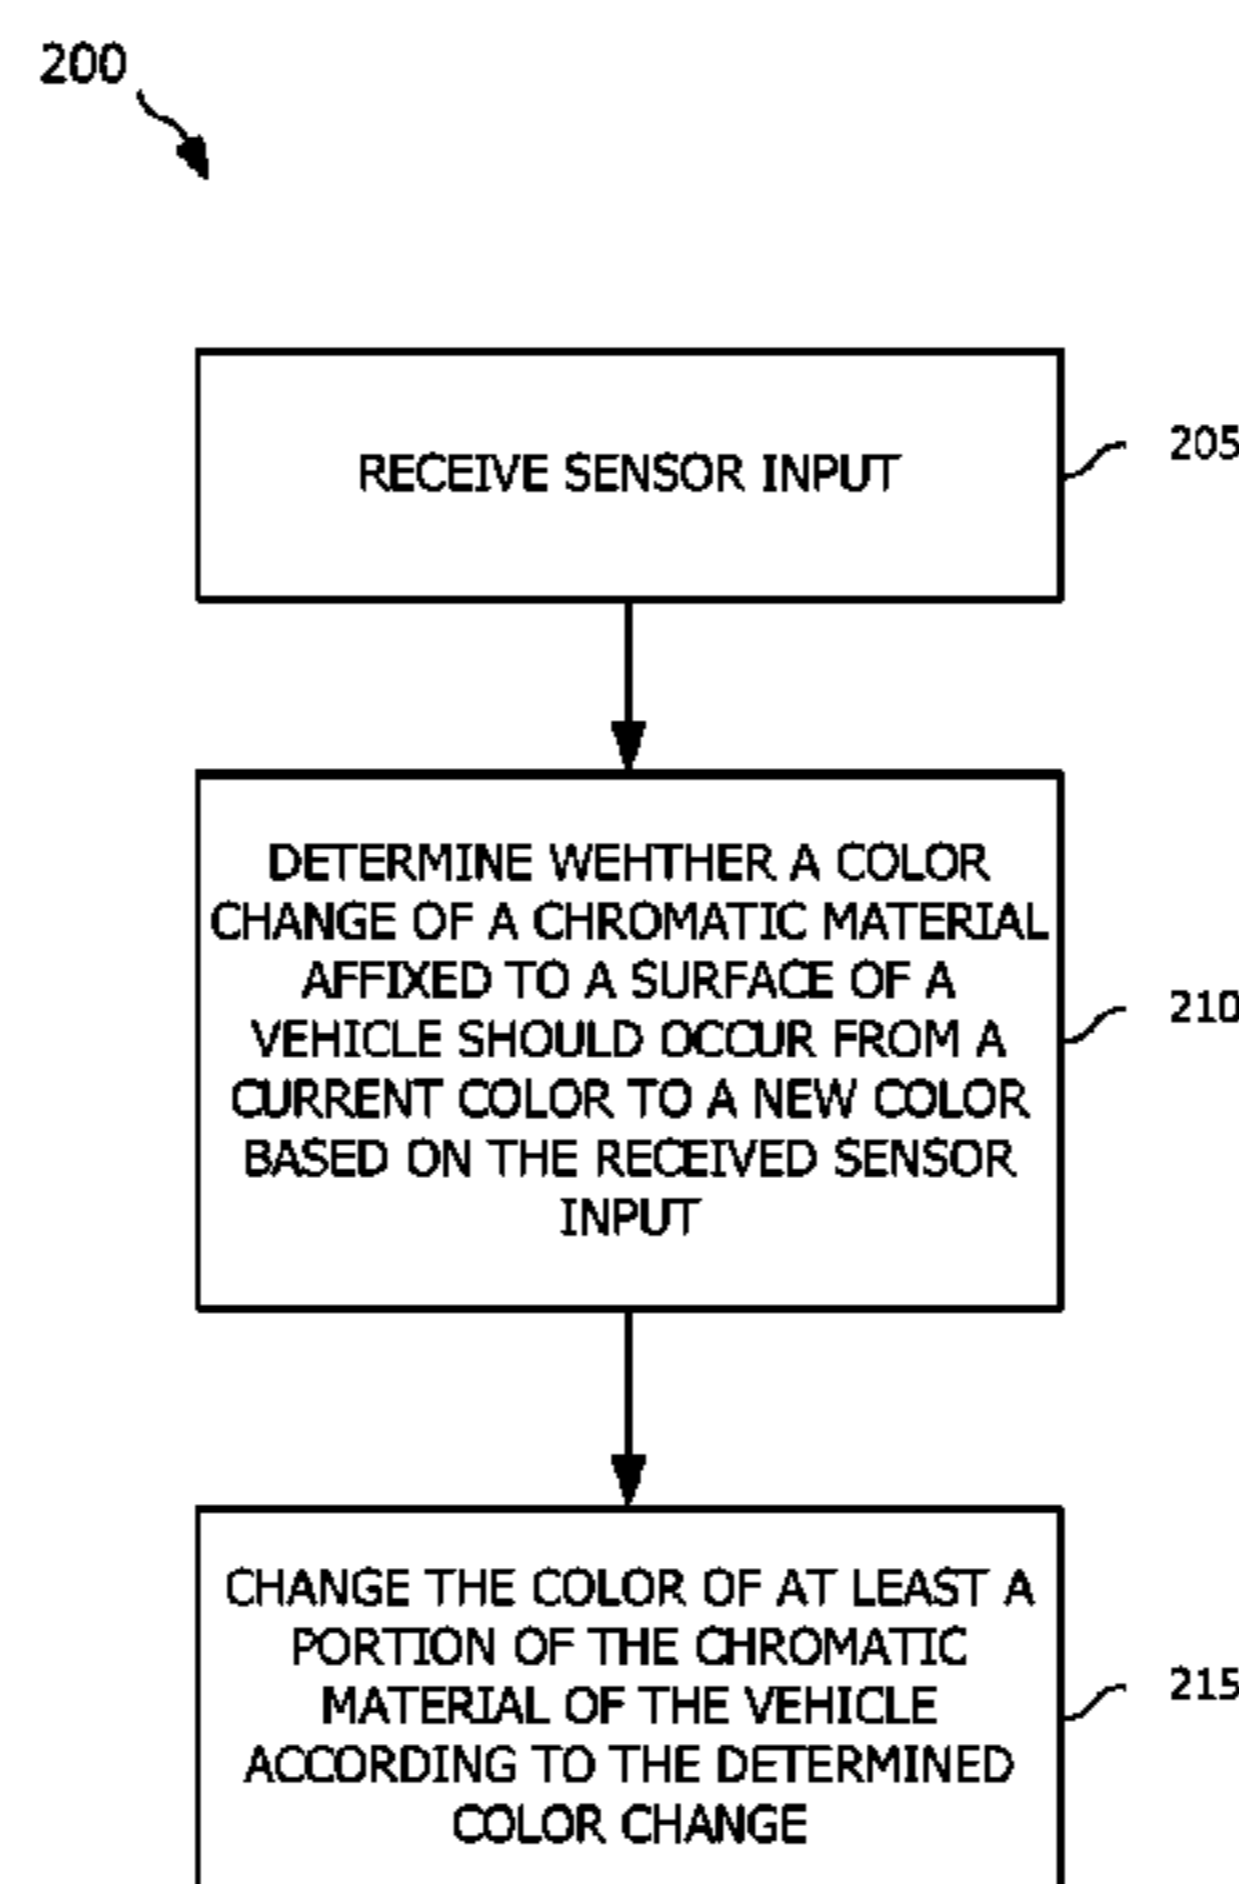 200
RECEIVE SENSOR INPUT
205
DETERMINE WEHTHER A COLOR
CHANGE OF A CHROMATIC MATERIAL
AFFIXED TO A SURFACE OF A
VEHICLE SHOULD OCCUR FROM A
CURRENT COLOR TO A NEW COLOR
BASED ON THE RECEIVED SENSOR
INPUT
210
CHANGE THE COLOR OF AT LEAST A
PORTION OF THE CHROMATIC
MATERIAL OF THE VEHICLE
ACCORDING TO THE DETERMINED
COLOR CHANGE
215